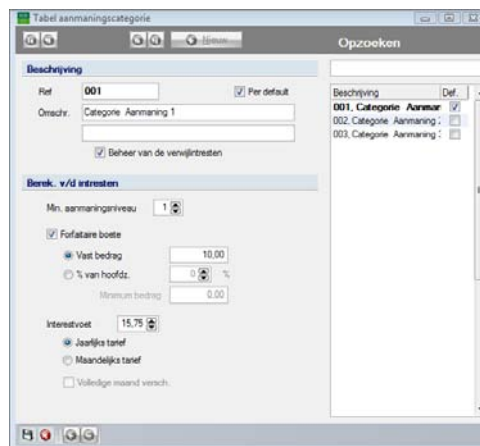 Tabel aanmaningscategorie
Nieuw
Opzoeken
Beschrijving
Ref 001 Per default
Omschr. Categorie Aanmaning 1
Beheer van de verwijlintresten
Berek. v/d intresten
Min. aanmaningsniveau 1
Forfaitaire boete
Vast bedrag 10,00
% van hoofdz. 0 %
Minimum bedrag 0,00
Interestvoet 15,75
Jaarlijks tarief
Maandelijks tarief
Volledige maand versch.
Beschrijving Def.
001, Categorie Aanmar
002, Categorie Aanmaning
003, Categorie Aanmaning